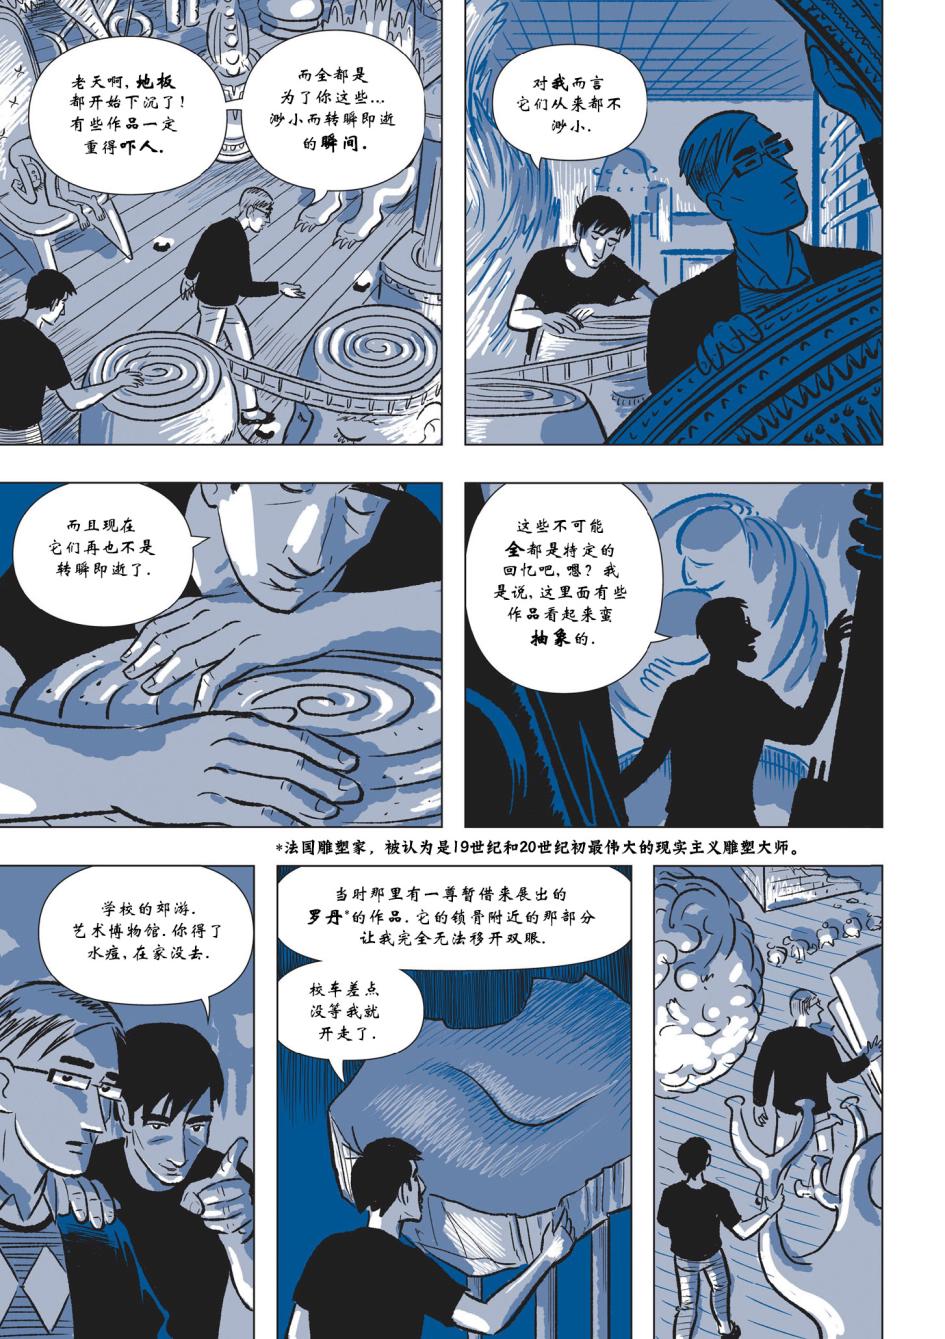 老天啊, 地板
都开始下沉了!
有些作品一定
重得吓人.
而全都是
为了你这些...
渺小而转瞬即逝
的瞬间.
对我而言
它们从来都不
渺小.
而且现在
它们再也不是
转瞬即逝了.
这些不可能
全都是特定的
回忆吧, 嗯? 我
是说, 这里面有些
作品看起来蛮
抽象的.
*法国雕塑家，被认为是19世纪和20世纪初最伟大的现实主义雕塑大师。
学校的郊游.
艺术博物馆. 你得了
水痘, 在家没去.
当时那里有一尊暂借来展出的
罗丹*的作品. 它的锁骨附近的那部分
让我完全无法移开双眼.
校车差点
没等我就
开走了.